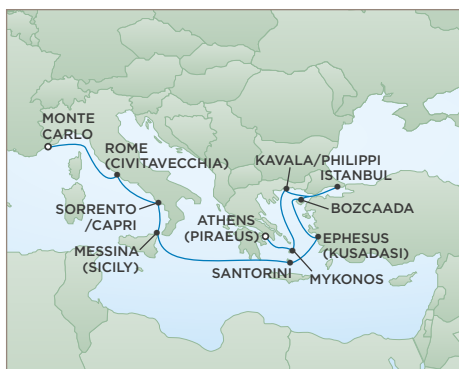 MONTE
CARLO
ROME
(CIVITAVECCHIA)
KAVALA/PHILIPPI
ISTANBUL
SORRENTO
/CAPRI
ATHENS
(PIRAEUS)
BOZCAADA
MESSINA
(SICILY)
EPHESUS
(KUSADASI)
SANTORINI
MYKONOS